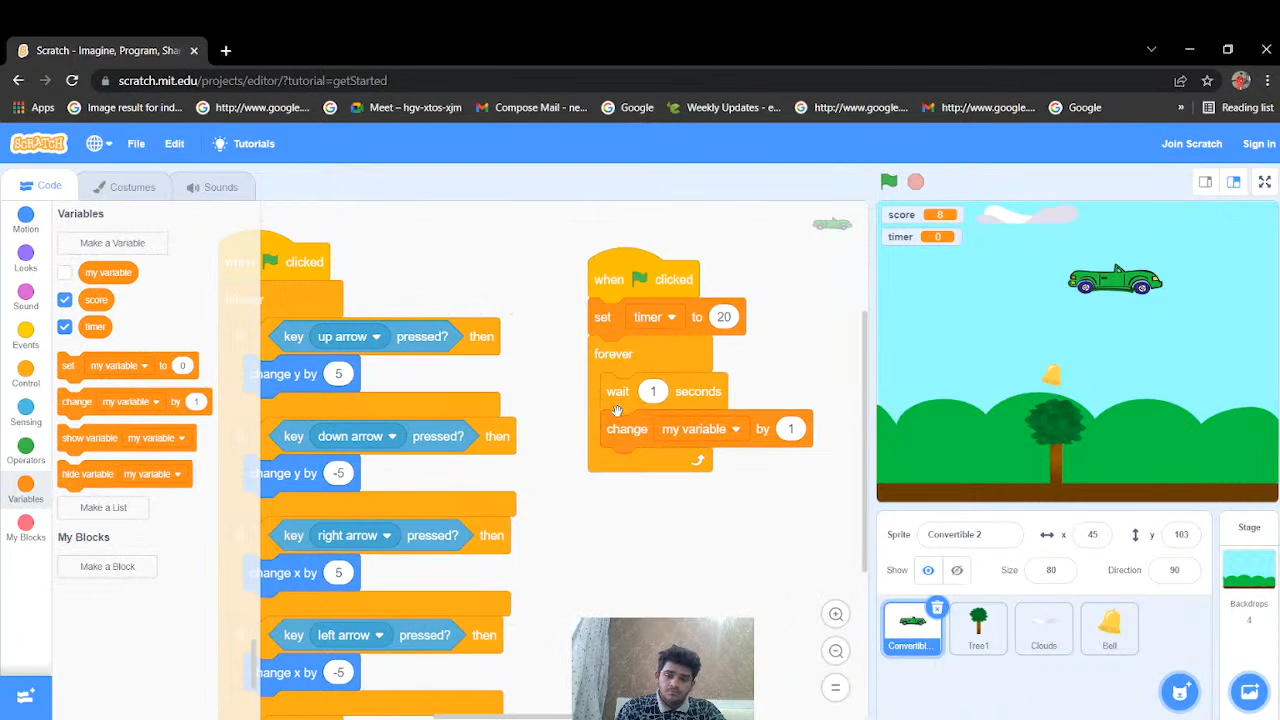 Scratch - Imagine, Program, Shar
scratch.mit.edu/projects/editor/?tutorial=getStarted
Apps Image result for ind... http://www.google.... Meet – hgv-xtos-xjm Compose Mail - ne... Google Weekly Updates - e... http://www.google.... http://www.google.... Google » Reading list
SCRATCH File Edit Tutorials Join Scratch Sign in
Code Costumes Sounds
Motion
Looks
Sound
Events
Control
Sensing
Operators
Variables
My Blocks
Variables
Make a Variable
my variable
score
timer
set my variable to 0
change my variable by 1
show variable my variable
hide variable my variable
Make a List
My Blocks
Make a Block
when clicked
forever
key up arrow pressed? then
change y by 5
key down arrow pressed? then
change y by -5
key right arrow pressed? then
change x by 5
key left arrow pressed? then
change x by -5
when clicked
set timer to 20
forever
wait 1 seconds
change my variable by 1
score 8
timer 0
Sprite Convertible 2 x 45 y 103
Show Size 80 Direction 90
Convertibl... Tree1 Clouds Bell
Stage
Backdrops
4